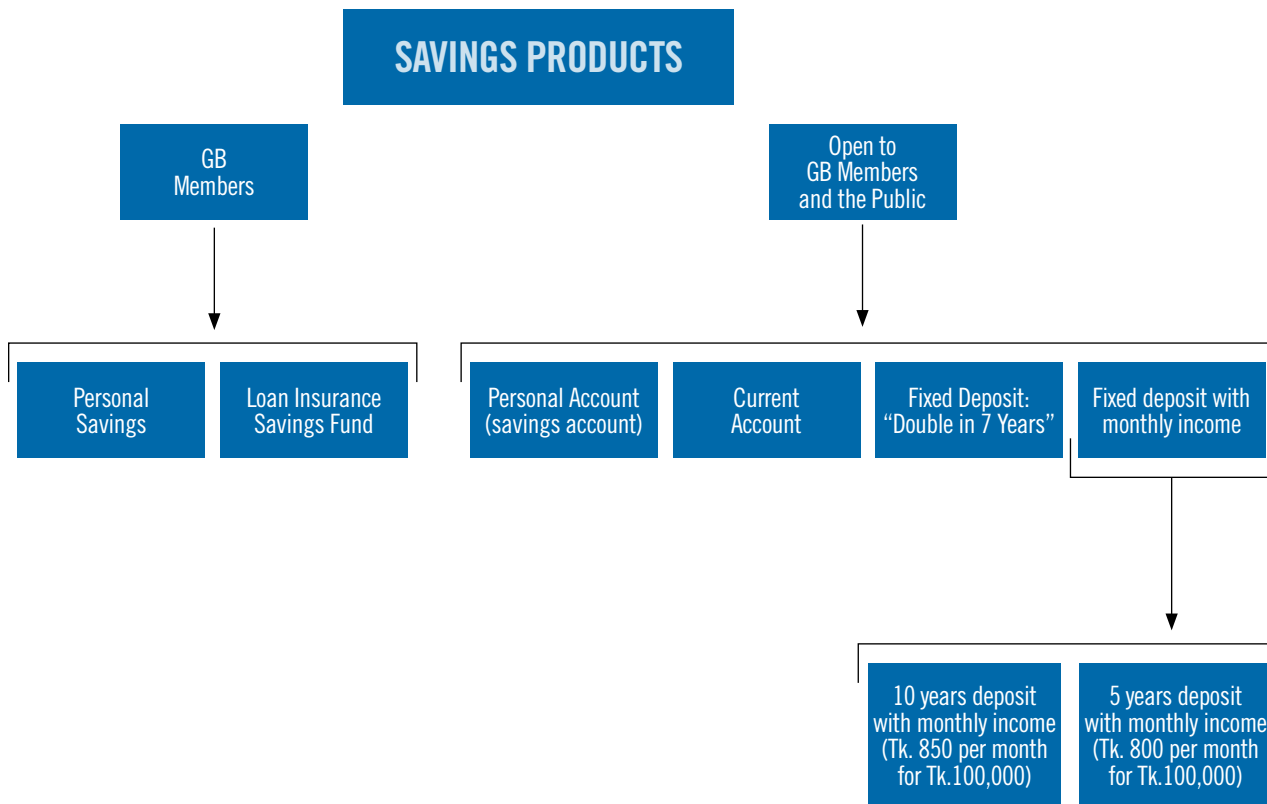 SAVINGS PRODUCTS
GB
Members
Open to
GB Members
and the Public
Personal
Savings
Loan Insurance
Savings Fund
Personal Account
(savings account)
Current
Account
Fixed Deposit:
“Double in 7 Years”
Fixed deposit with
monthly income
10 years deposit
with monthly income
(Tk. 850 per month
for Tk.100,000)
5 years deposit
with monthly income
(Tk. 800 per month
for Tk.100,000)